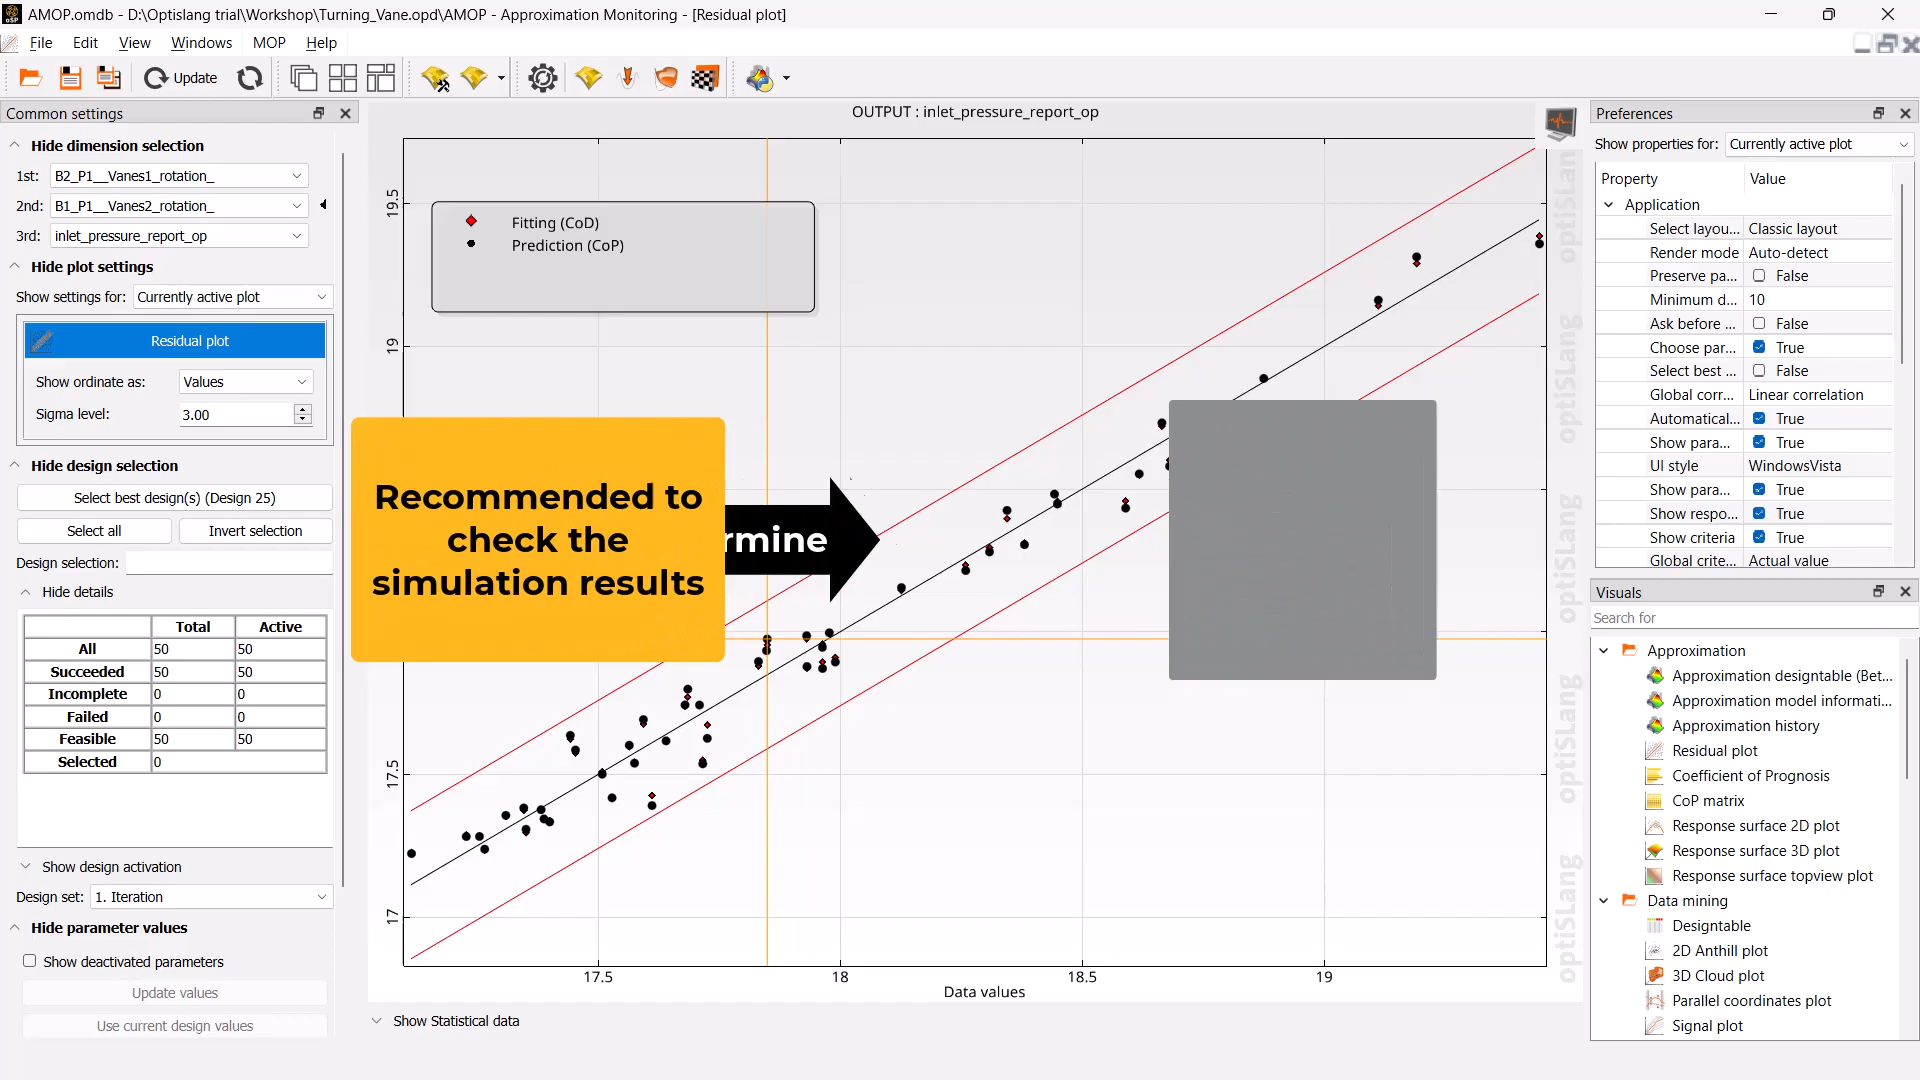 AMOP.omdb - D:\Optislang trial\Workshop\Turning_Vane.opd\AMOP - Approximation Monitoring - [Residual plot]
File Edit View Windows MOP Help
Update
Common settings
Hide dimension selection
1st: B2_P1__Vanes1_rotation_
2nd: B1_P1__Vanes2_rotation_
3rd: inlet_pressure_report_op
Hide plot settings
Show settings for: Currently active plot
Residual plot
Show ordinate as: Values
Sigma level: 3.00
Hide design selection
Select best design(s) (Design 25)
Select all Invert selection
Design selection:
Hide details
Total Active
All 50 50
Succeeded 50 50
Incomplete 0 0
Failed 0 0
Feasible 50 50
Selected 0
Show design activation
Design set: 1. Iteration
Hide parameter values
Show deactivated parameters
Update values
Use current design values
OUTPUT : inlet_pressure_report_op
Fitting (CoD)
Prediction (CoP)
19.5
19
17.5
17
17.5 18 18.5 19
Data values
Show Statistical data
Recommended to
check the
simulation results
rmine
optiSLang
optiSLang
optiSLang
optiSLang
optiSLang
Preferences
Show properties for: Currently active plot
Property Value
Application
Select layou... Classic layout
Render mode Auto-detect
Preserve pa... False
Minimum d... 10
Ask before ... False
Choose par... True
Select best ... False
Global corr... Linear correlation
Automatical... True
Show para... True
UI style WindowsVista
Show para... True
Show respo... True
Show criteria True
Global crite... Actual value
Visuals
Search for
Approximation
Approximation designtable (Bet...
Approximation model informati...
Approximation history
Residual plot
Coefficient of Prognosis
CoP matrix
Response surface 2D plot
Response surface 3D plot
Response surface topview plot
Data mining
Designtable
2D Anthill plot
3D Cloud plot
Parallel coordinates plot
Signal plot